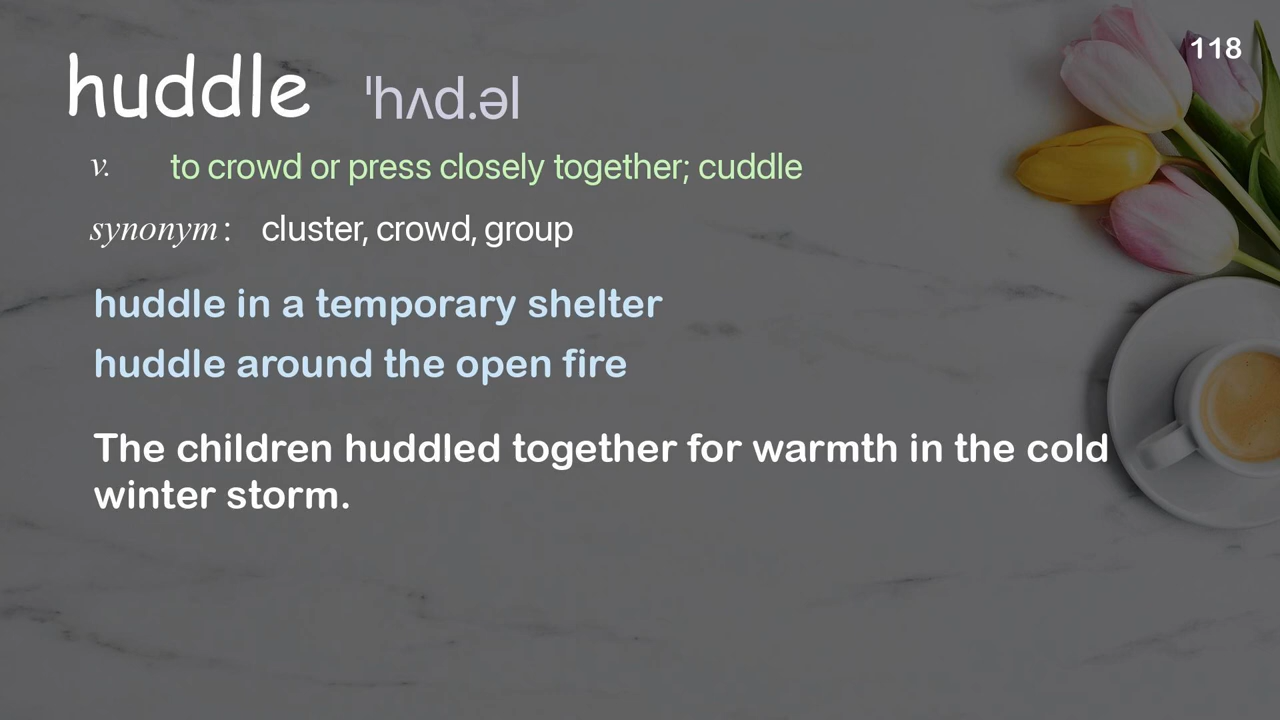 118
huddle ˈhʌd.əl
v. to crowd or press closely together; cuddle
synonym: cluster, crowd, group
huddle in a temporary shelter
huddle around the open fire
The children huddled together for warmth in the cold
winter storm.